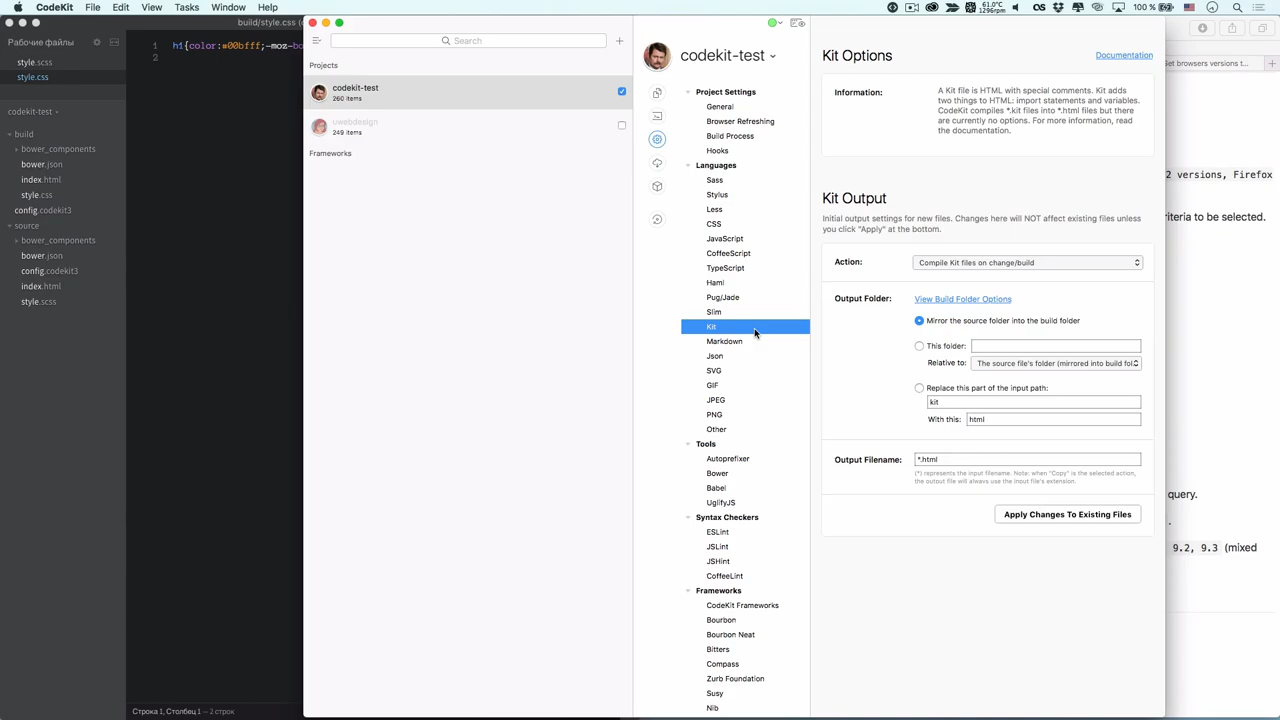 CodeKit File Edit View Tasks Window Help
61.0°C
1296rpm
100 %
build/style.css
Рабочие файлы
style.scss
style.css
codekit-test
build
bower_components
bower.json
index.html
style.css
config.codekit3
source
bower_components
bower.json
config.codekit3
index.html
style.scss
1 h1{color:#00bfff;-moz-bo
2
Строка 1, Столбец 1 — 2 строк
Search
Projects
codekit-test
260 items
uwebdesign
249 items
Frameworks
codekit-test
Project Settings
General
Browser Refreshing
Build Process
Hooks
Languages
Sass
Stylus
Less
CSS
JavaScript
CoffeeScript
TypeScript
Haml
Pug/Jade
Slim
Kit
Markdown
Json
SVG
GIF
JPEG
PNG
Other
Tools
Autoprefixer
Bower
Babel
UglifyJS
Syntax Checkers
ESLint
JSLint
JSHint
CoffeeLint
Frameworks
CodeKit Frameworks
Bourbon
Bourbon Neat
Bitters
Compass
Zurb Foundation
Susy
Nib
Kit Options
Documentation
Information:
A Kit file is HTML with special comments. Kit adds
two things to HTML: import statements and variables.
CodeKit compiles *.kit files into *.html files but there
are currently no options. For more information, read
the documentation.
Kit Output
Initial output settings for new files. Changes here will NOT affect existing files unless
you click "Apply" at the bottom.
Action: Compile Kit files on change/build
Output Folder: View Build Folder Options
Mirror the source folder into the build folder
This folder:
Relative to: The source file's folder (mirrored into build fol.
Replace this part of the input path:
kit
With this: html
Output Filename: *.html
(*) represents the input filename. Note: when "Copy" is the selected action,
the output file will always use the input file's extension.
Apply Changes To Existing Files
Get browsers versions t...
2 versions, Firefox
riteria to be selected.
query.
9.2, 9.3 (mixed